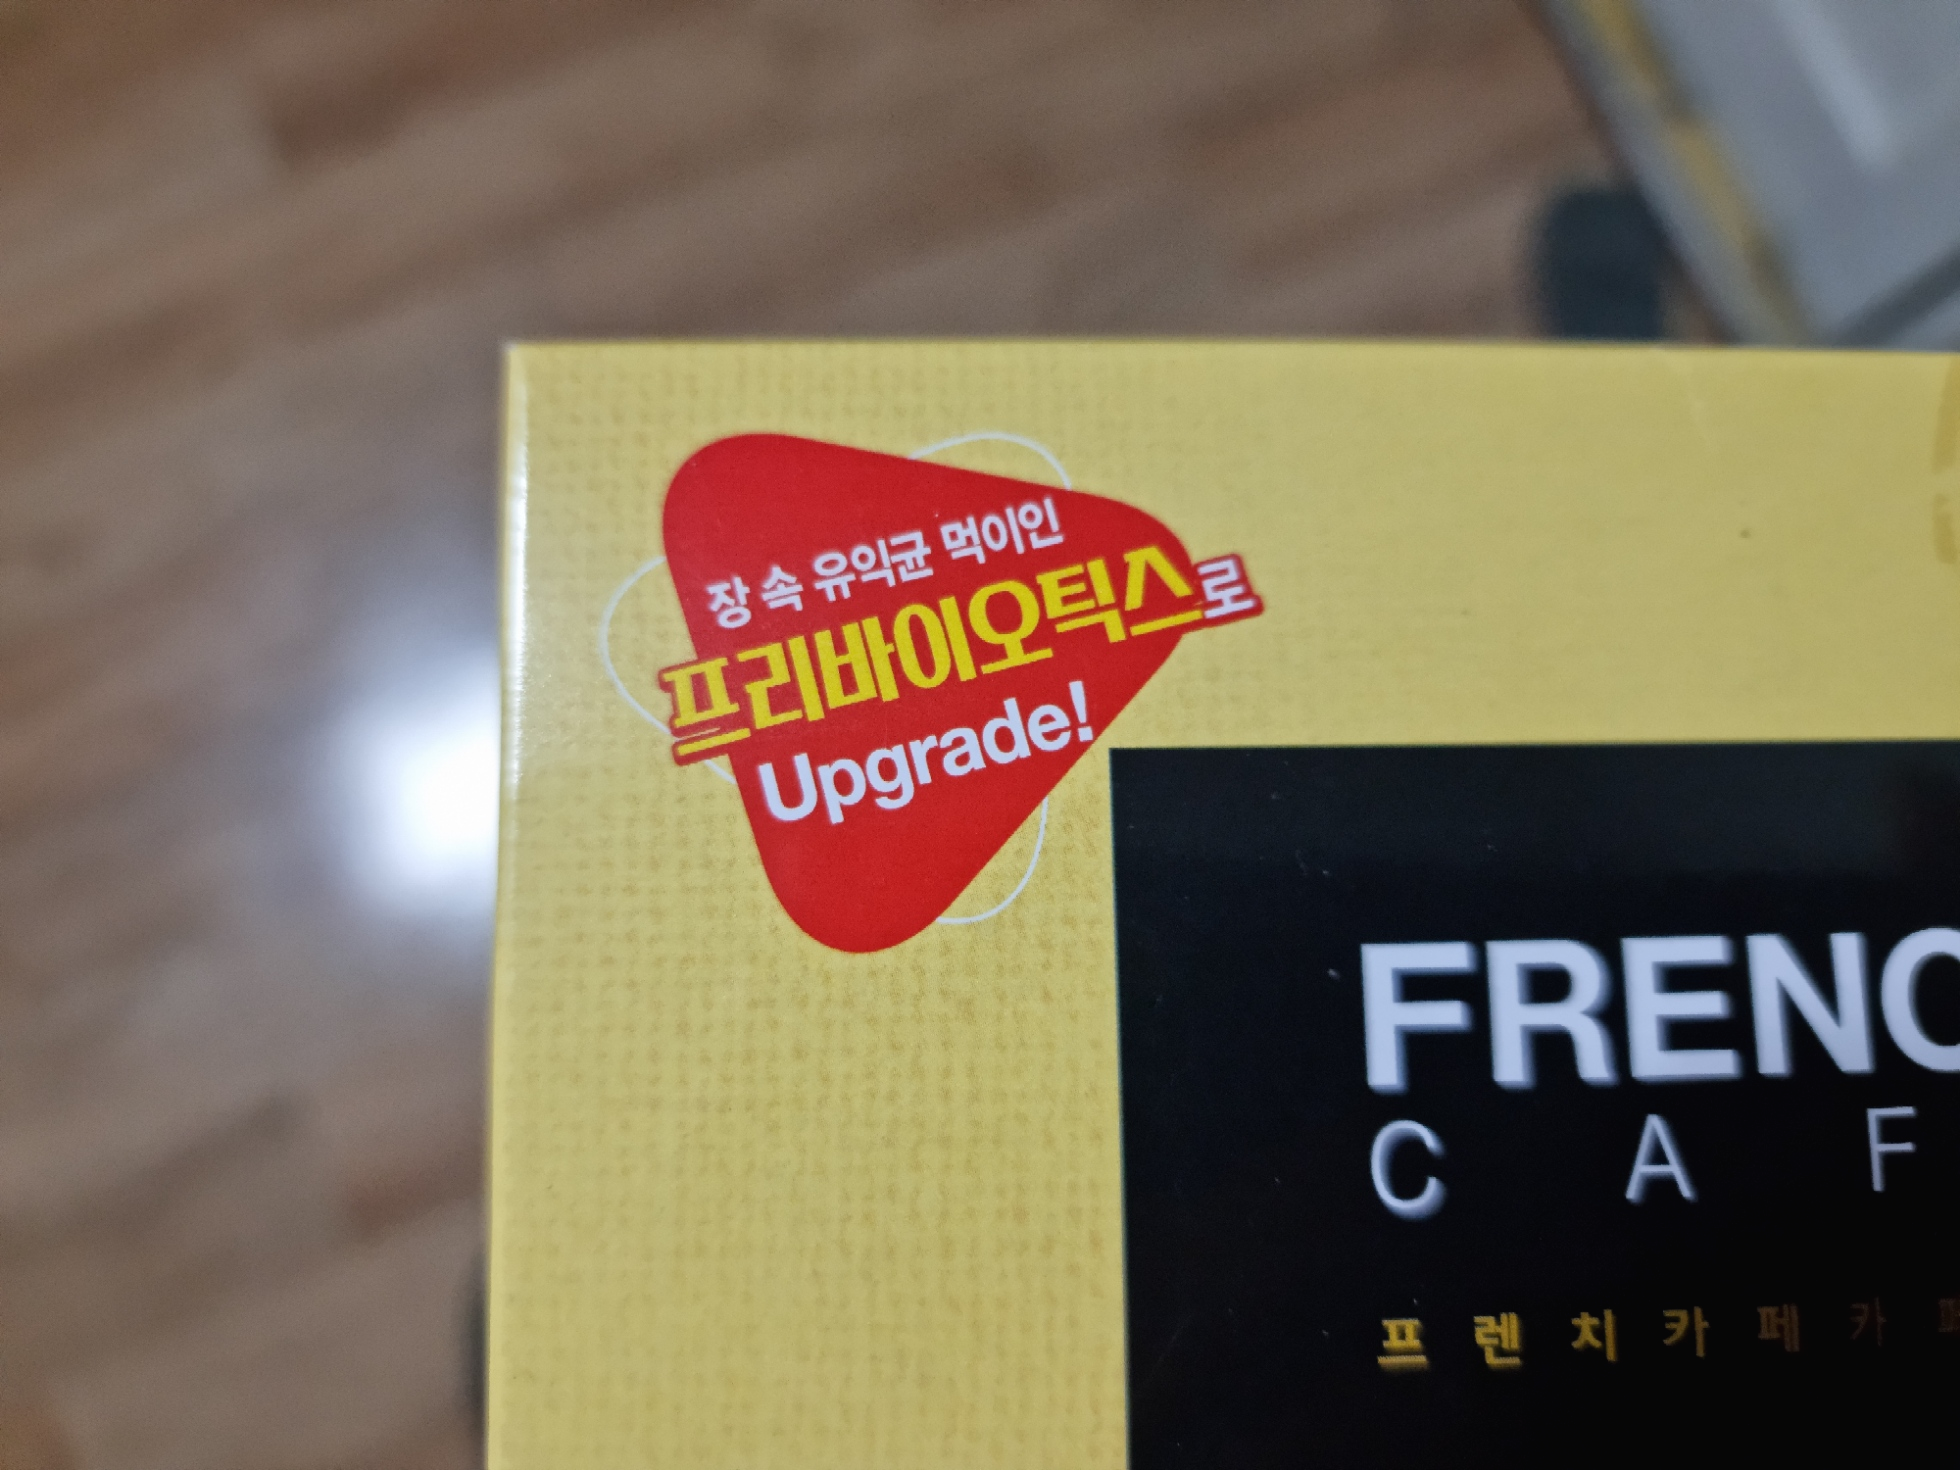 장 속 유익균 먹이인
프리바이오틱스로
Upgrade!
FRENC
C A F
프 렌 치 카 페 카 페